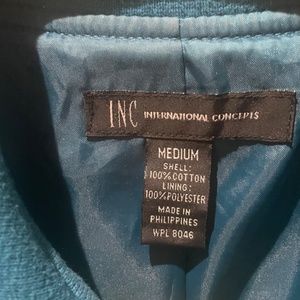 INC INTERNATIONAL CONCEPTS
MEDIUM
SHELL:
100% COTTON
LINING:
100% POLYESTER
MADE IN
PHILIPPINES
WPL 8046